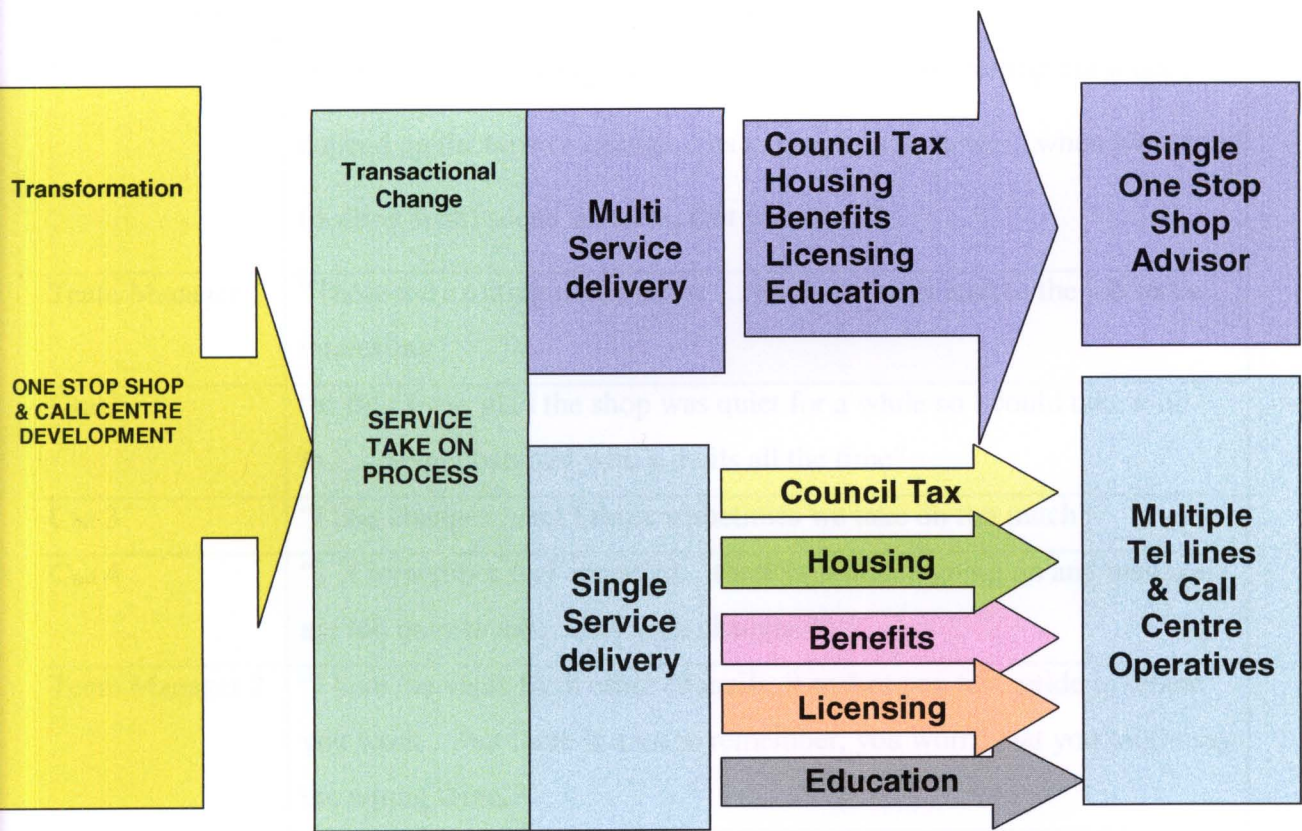 Transformation
ONE STOP SHOP
& CALL CENTRE
DEVELOPMENT
Transactional
Change
SERVICE
TAKE ON
PROCESS
Multi
Service
delivery
Council Tax
Housing
Benefits
Licensing
Education
Single
One Stop
Shop
Advisor
Single
Service
delivery
Council Tax
Housing
Benefits
Licensing
Education
Multiple
Tel lines
& Call
Centre
Operatives